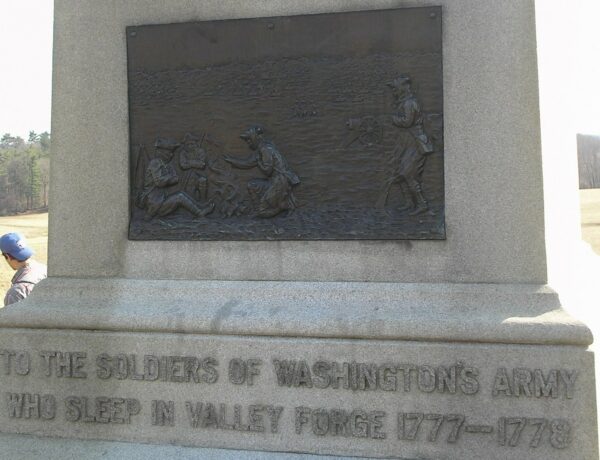 TO THE SOLDIERS OF WASHINGTON'S ARMY
WHO SLEEP IN VALLEY FORGE 1777–1778